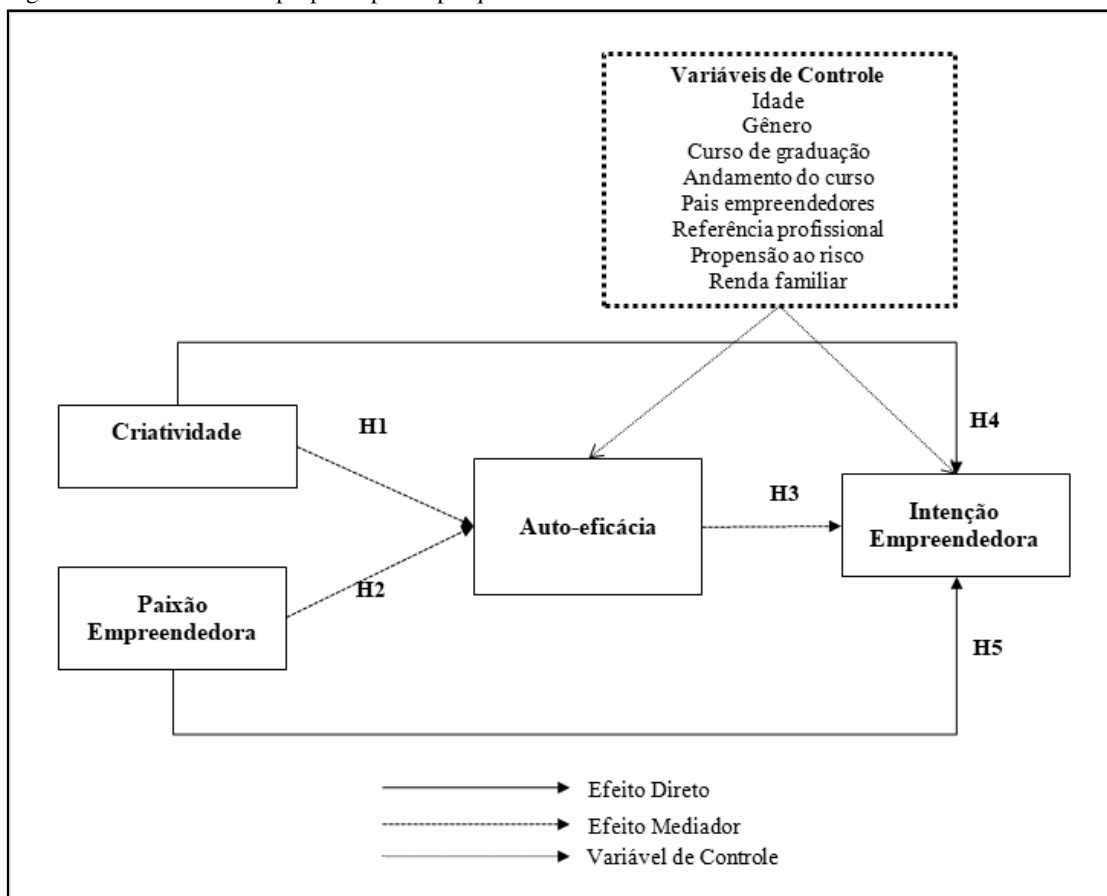 Variáveis de Controle
Idade
Gênero
Curso de graduação
Andamento do curso
Pais empreendedores
Referência profissional
Propensão ao risco
Renda familiar
Criatividade
H1
H4
H3
Auto-eficácia
Intenção
Empreendedora
H2
Paixão
Empreendedora
H5
Efeito Direto
Efeito Mediador
Variável de Controle